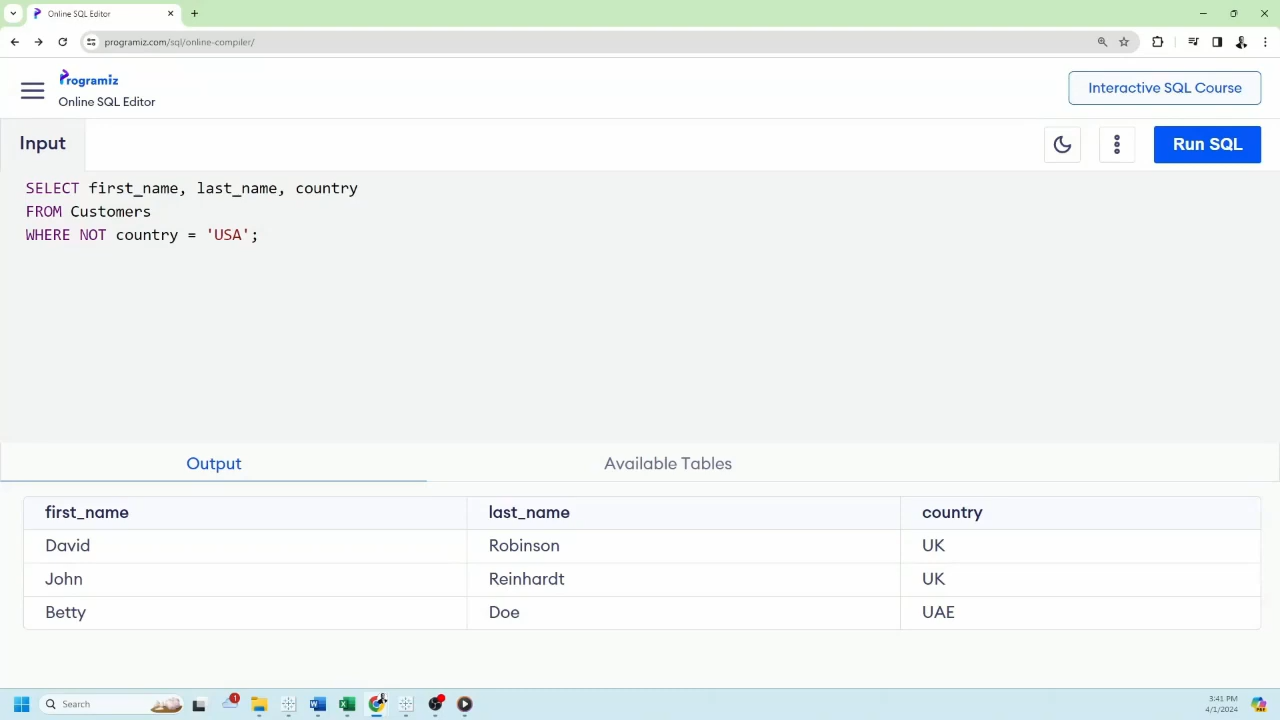 Online SQL Editor
programiz.com/sql/online-compiler/
Programiz
Online SQL Editor
Interactive SQL Course
Input
Run SQL
SELECT first_name, last_name, country
FROM Customers
WHERE NOT country = 'USA';
Output Available Tables
first_name last_name country
David Robinson UK
John Reinhardt UK
Betty Doe UAE
Search
1
3:41 PM
4/1/2024